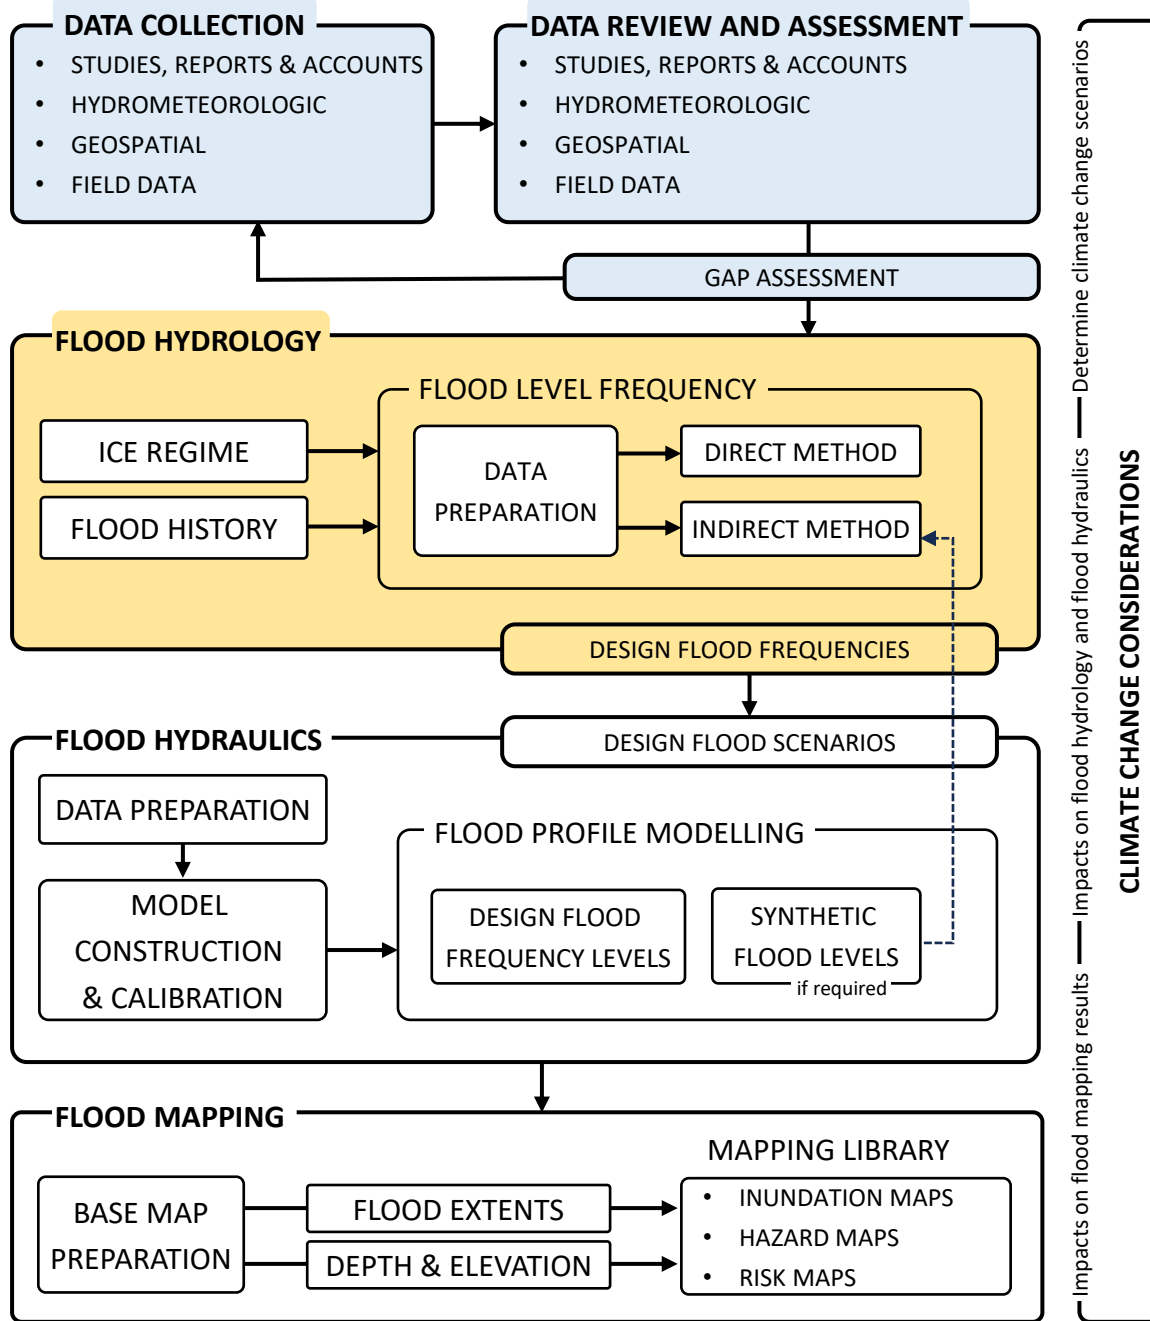 DATA COLLECTION
• STUDIES, REPORTS & ACCOUNTS
• HYDROMETEOROLOGIC
• GEOSPATIAL
• FIELD DATA
DATA REVIEW AND ASSESSMENT
• STUDIES, REPORTS & ACCOUNTS
• HYDROMETEOROLOGIC
• GEOSPATIAL
• FIELD DATA
GAP ASSESSMENT
FLOOD HYDROLOGY
ICE REGIME
FLOOD HISTORY
FLOOD LEVEL FREQUENCY
DATA
PREPARATION
DIRECT METHOD
INDIRECT METHOD
DESIGN FLOOD FREQUENCIES
FLOOD HYDRAULICS
DESIGN FLOOD SCENARIOS
DATA PREPARATION
MODEL
CONSTRUCTION
& CALIBRATION
FLOOD PROFILE MODELLING
DESIGN FLOOD
FREQUENCY LEVELS
SYNTHETIC
FLOOD LEVELS
if required
FLOOD MAPPING
BASE MAP
PREPARATION
FLOOD EXTENTS
DEPTH & ELEVATION
MAPPING LIBRARY
• INUNDATION MAPS
• HAZARD MAPS
• RISK MAPS
Impacts on flood mapping results
Impacts on flood hydrology and flood hydraulics
Determine climate change scenarios
CLIMATE CHANGE CONSIDERATIONS